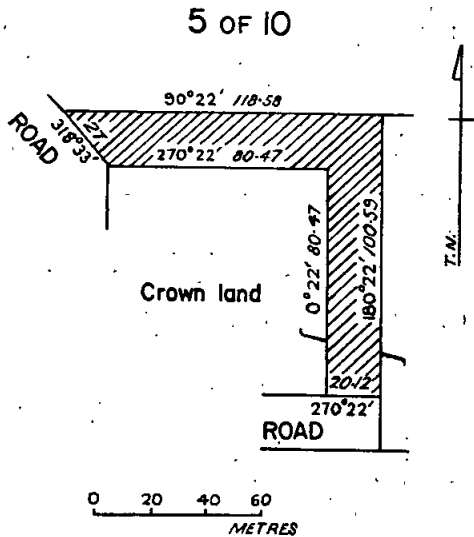 5 OF 10
90°22' 118·58
ROAD
27
318°33'
270°22' 80·47
0°22' 80·47
180°22' 100·59
T.N.
Crown land
20·12
270°22'
ROAD
0 20 40 60
METRES